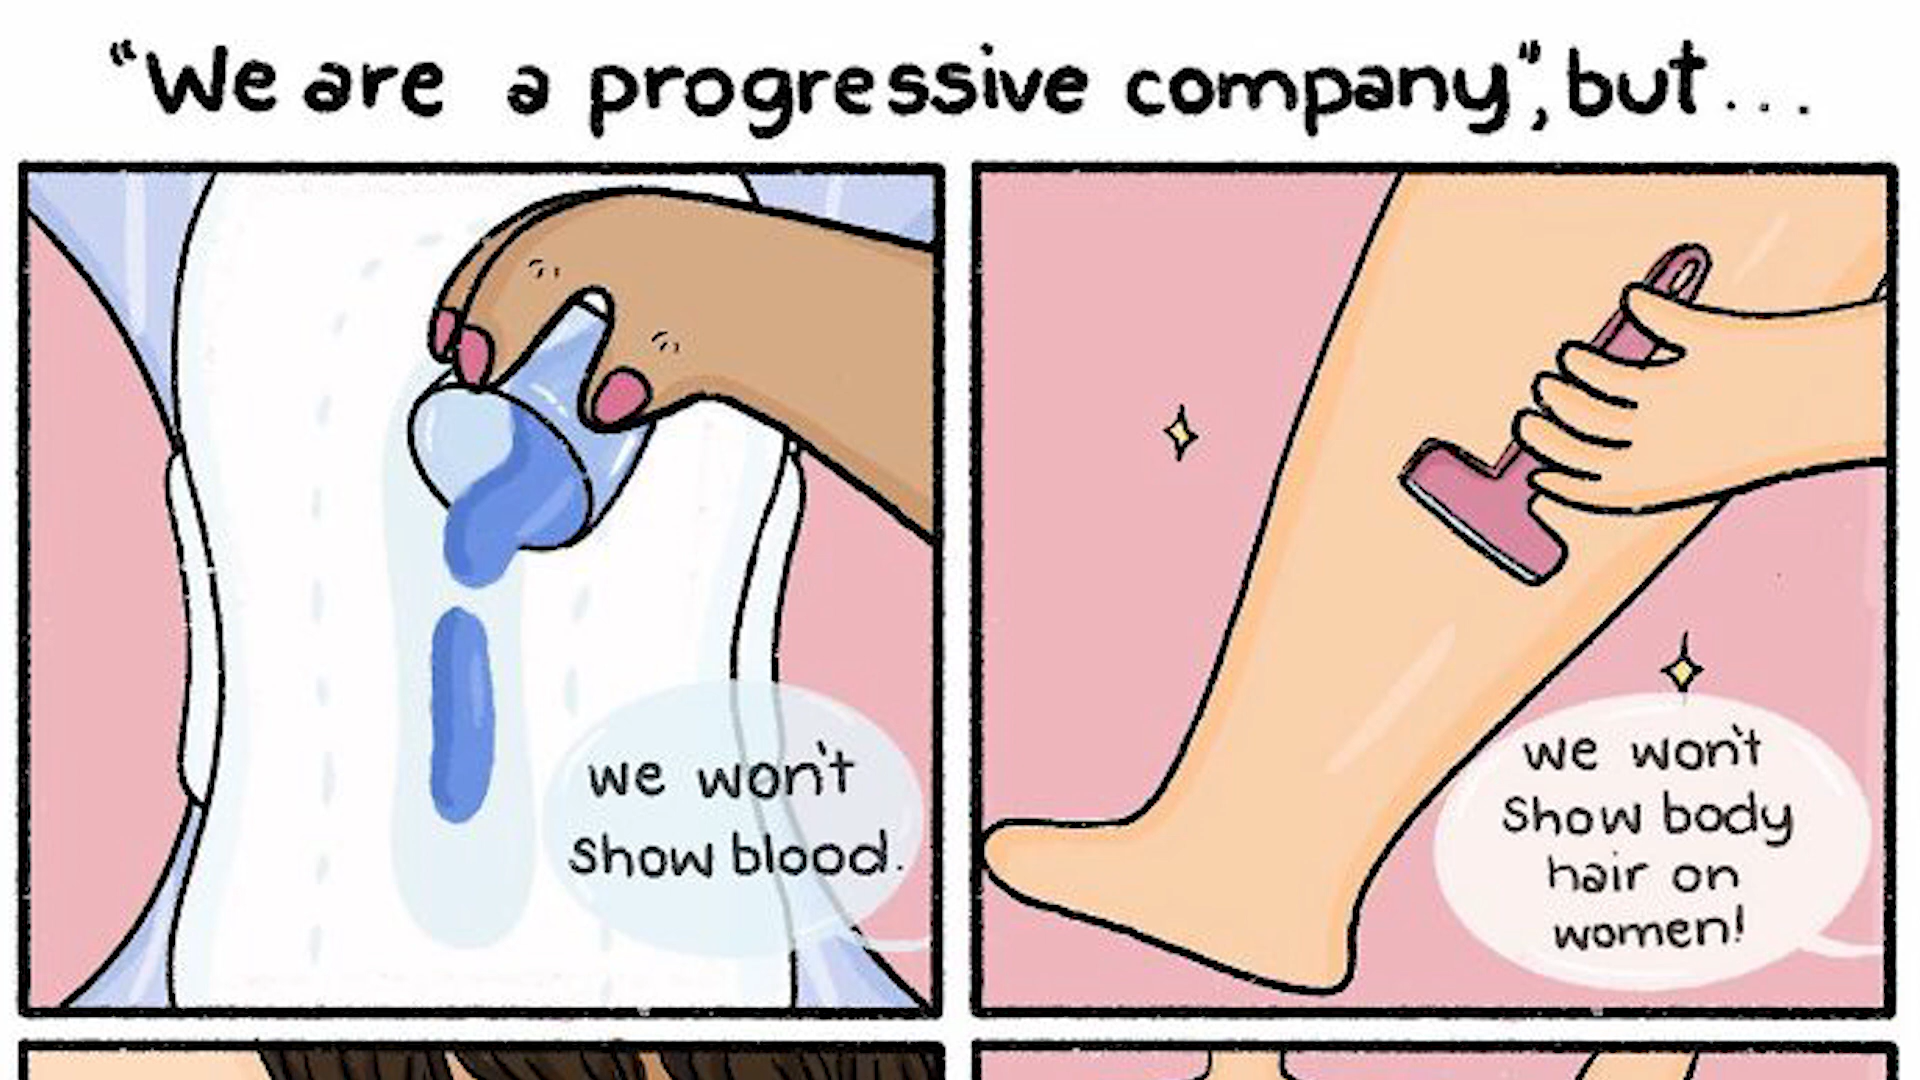 "We are a progressive company", but...
we won't
show blood.
we won't
show body
hair on
women!